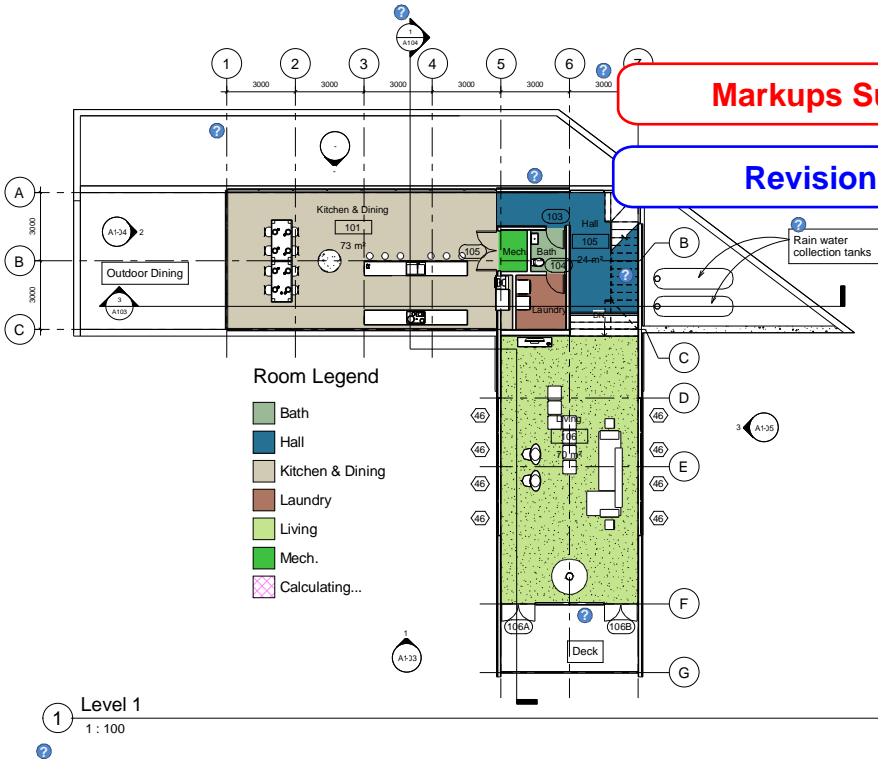 ?
1
A104
1
2
3
4
5
6
7
3000
3000
3000
3000
3000
3000
?
Markups Su
?
Revision
A
?
Kitchen & Dining
103
Hall
3000
A1-04
2
101
105
?
73 m²
105
Mech.
Bath
24 m²
B
Rain water
collection tanks
B
104
Outdoor Dining
?
3
A103
3000
Laundry
C
DN
C
Room Legend
D
Bath
46
Living
46
Hall
106
3
A1-05
46
70 m²
46
Kitchen & Dining
E
46
46
Laundry
46
46
Living
Mech.
Calculating...
F
106A
?
106B
1
A1-03
Deck
G
Level 1
1
1 : 100
?